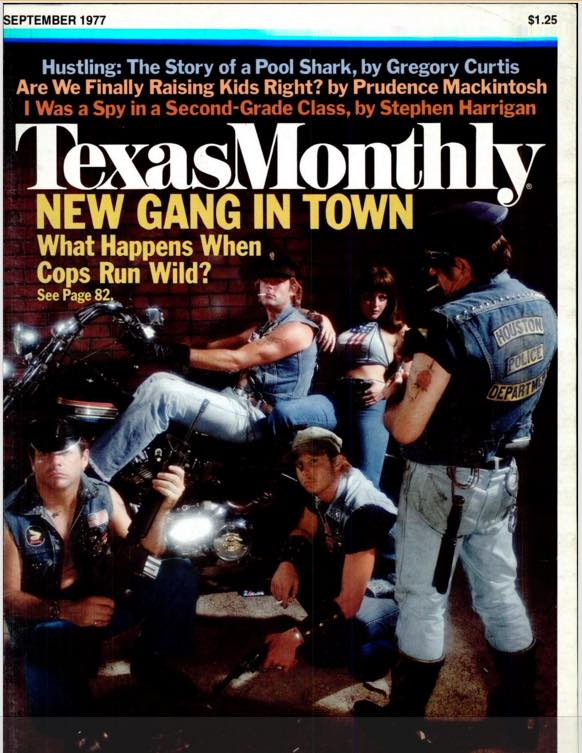 SEPTEMBER 1977
$1.25
Hustling: The Story of a Pool Shark, by Gregory Curtis
Are We Finally Raising Kids Right? by Prudence Mackintosh
I Was a Spy in a Second-Grade Class, by Stephen Harrigan
TexasMonthly®
NEW GANG IN TOWN
What Happens When
Cops Run Wild?
See Page 82.
HOUSTON
POLICE
DEPARTME